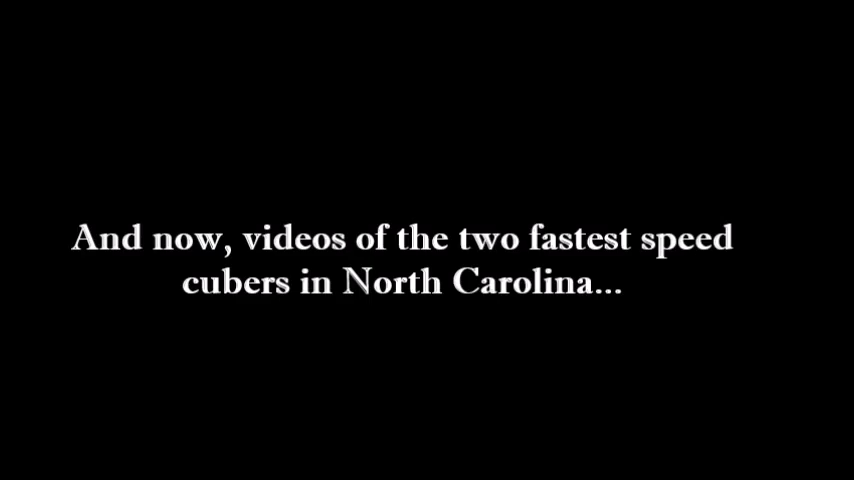 And now, videos of the two fastest speed
cubers in North Carolina...